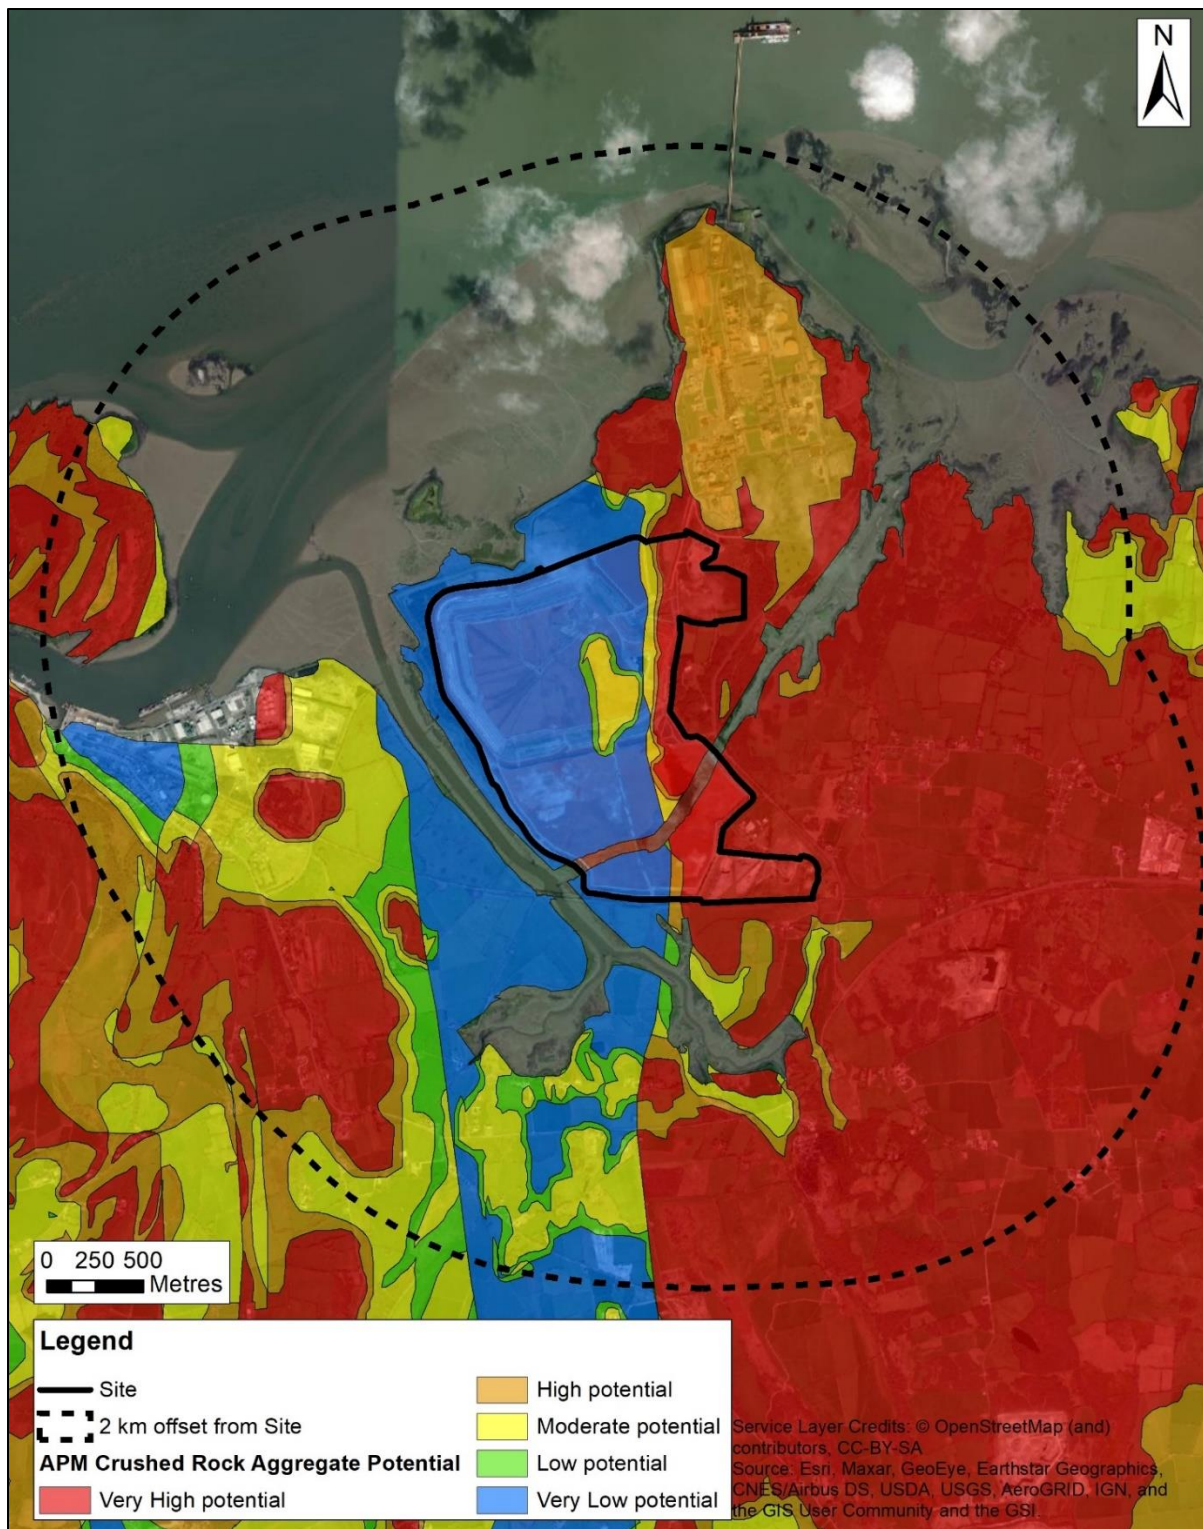 N
0 250 500
Metres
Legend
Site
2 km offset from Site
APM Crushed Rock Aggregate Potential
Very High potential
High potential
Moderate potential
Low potential
Very Low potential
Service Layer Credits: © OpenStreetMap (and)
contributors, CC-BY-SA
Source: Esri, Maxar, GeoEye, Earthstar Geographics,
CNES/Airbus DS, USDA, USGS, AeroGRID, IGN, and
the GIS User Community and the GSI.